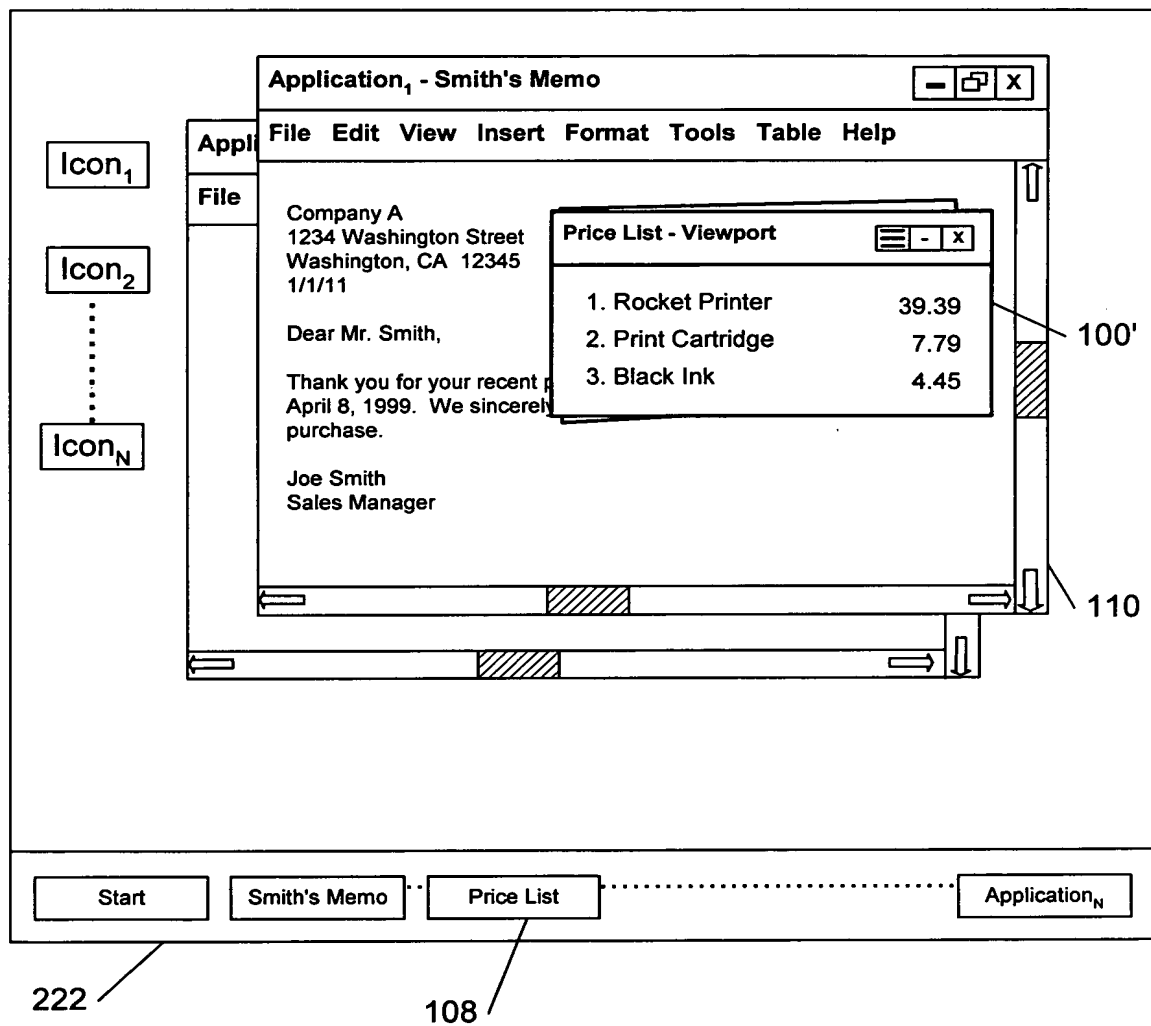 Application₁ - Smith's Memo
File Edit View Insert Format Tools Table Help
Appli
File
Icon₁
Icon₂
Icon_N
Company A
1234 Washington Street
Washington, CA 12345
1/1/11
Dear Mr. Smith,
Thank you for your recent
April 8, 1999. We sincerely
purchase.
Joe Smith
Sales Manager
Price List - Viewport
1. Rocket Printer 39.39
2. Print Cartridge 7.79
3. Black Ink 4.45
100'
110
Start
Smith's Memo
Price List
Application_N
222
108